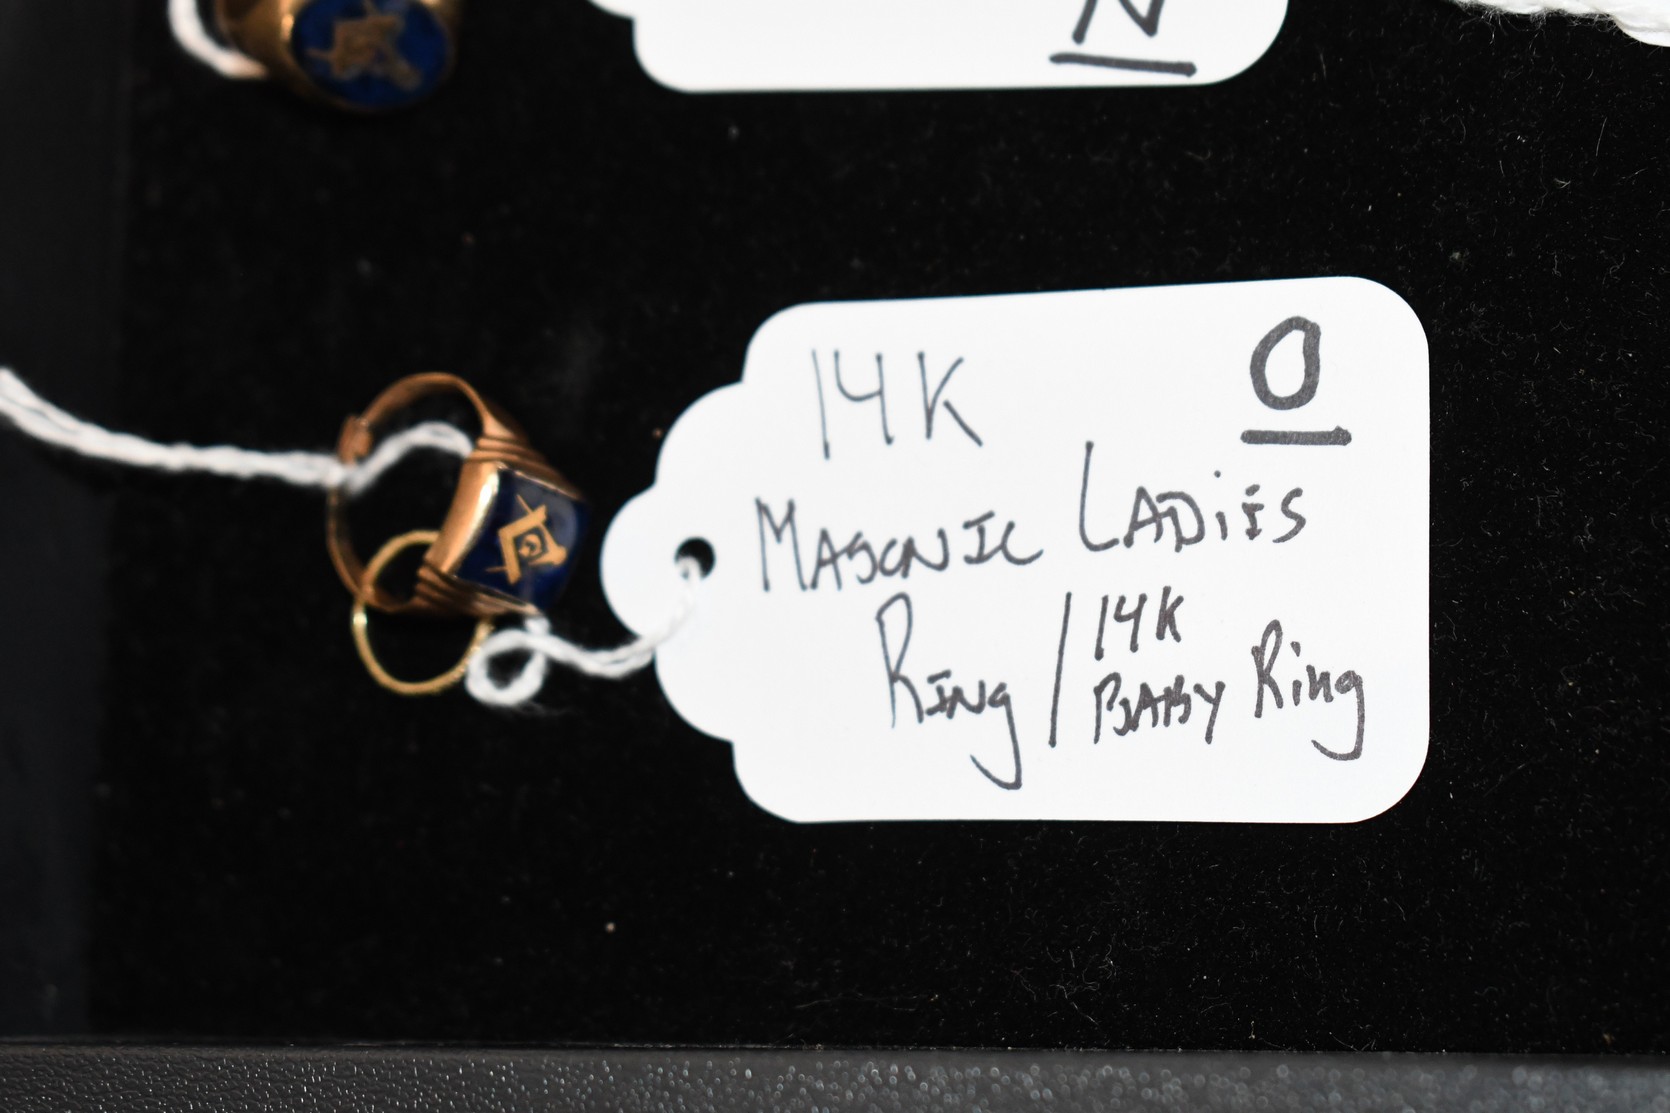 N
14K O
MASONIC LADiES
RING / 14K
BABY Ring